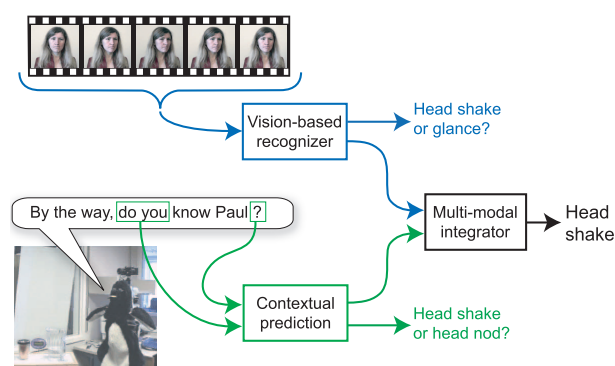 Vision-based
recognizer
Head shake
or glance?
By the way, do you know Paul ?
Multi-modal
integrator
Head
shake
Contextual
prediction
Head shake
or head nod?